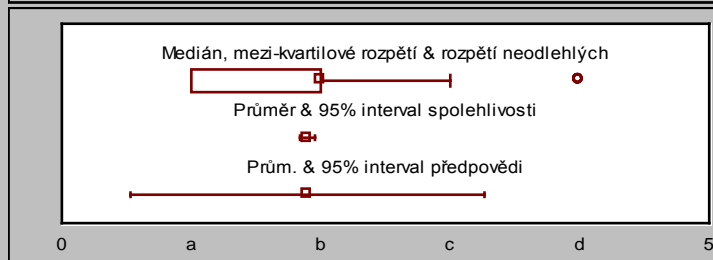 Medián, mezi-kvartilové rozpětí & rozpětí neodlehlých
Průměr & 95% interval spolehlivosti
Prům. & 95% interval předpovědi
0 a b c d 5